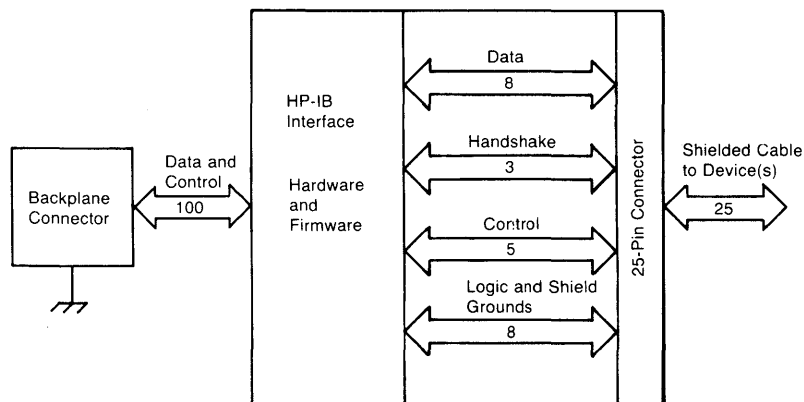 Backplane
Connector
Data and
Control
100
HP-IB
Interface
Hardware
and
Firmware
Data
8
Handshake
3
Control
5
Logic and Shield
Grounds
8
25-Pin Connector
Shielded Cable
to Device(s)
25